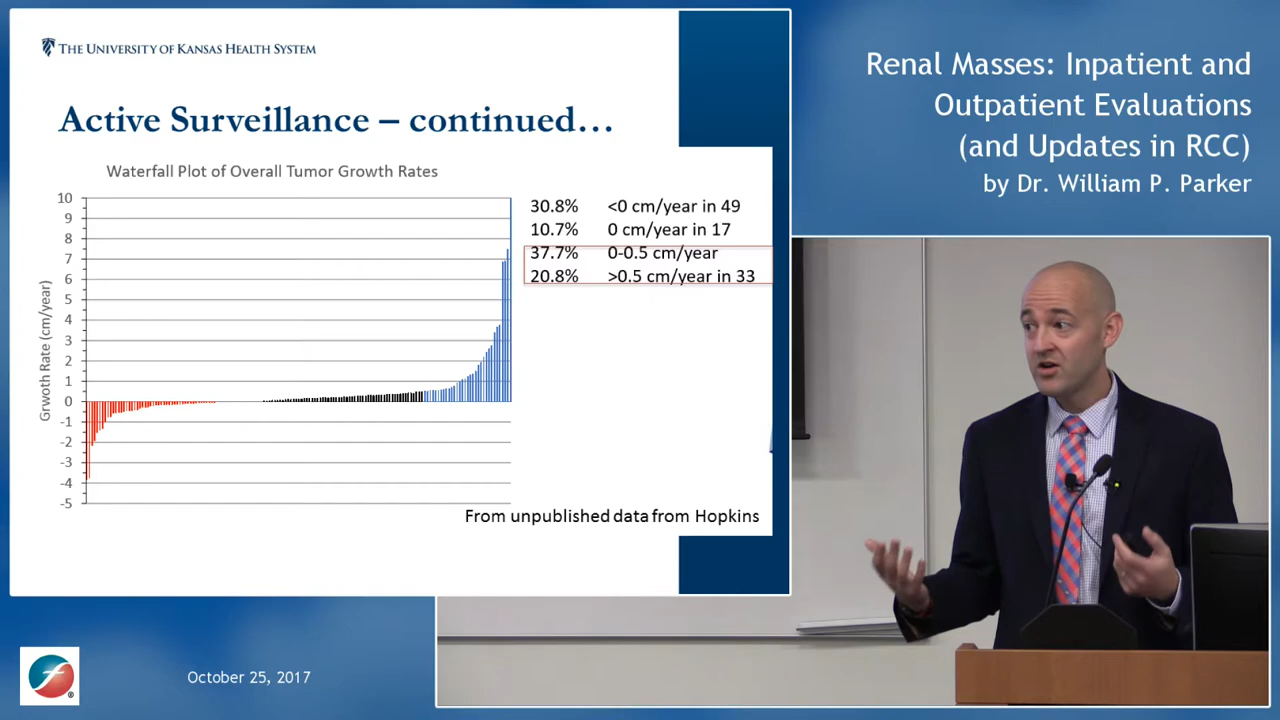 THE UNIVERSITY OF KANSAS HEALTH SYSTEM
Active Surveillance – continued...
Waterfall Plot of Overall Tumor Growth Rates
Grwoth Rate (cm/year)
10
9
8
7
6
5
4
3
2
1
0
-1
-2
-3
-4
-5
30.8% <0 cm/year in 49
10.7% 0 cm/year in 17
37.7% 0-0.5 cm/year
20.8% >0.5 cm/year in 33
From unpublished data from Hopkins
Renal Masses: Inpatient and
Outpatient Evaluations
(and Updates in RCC)
by Dr. William P. Parker
October 25, 2017
®